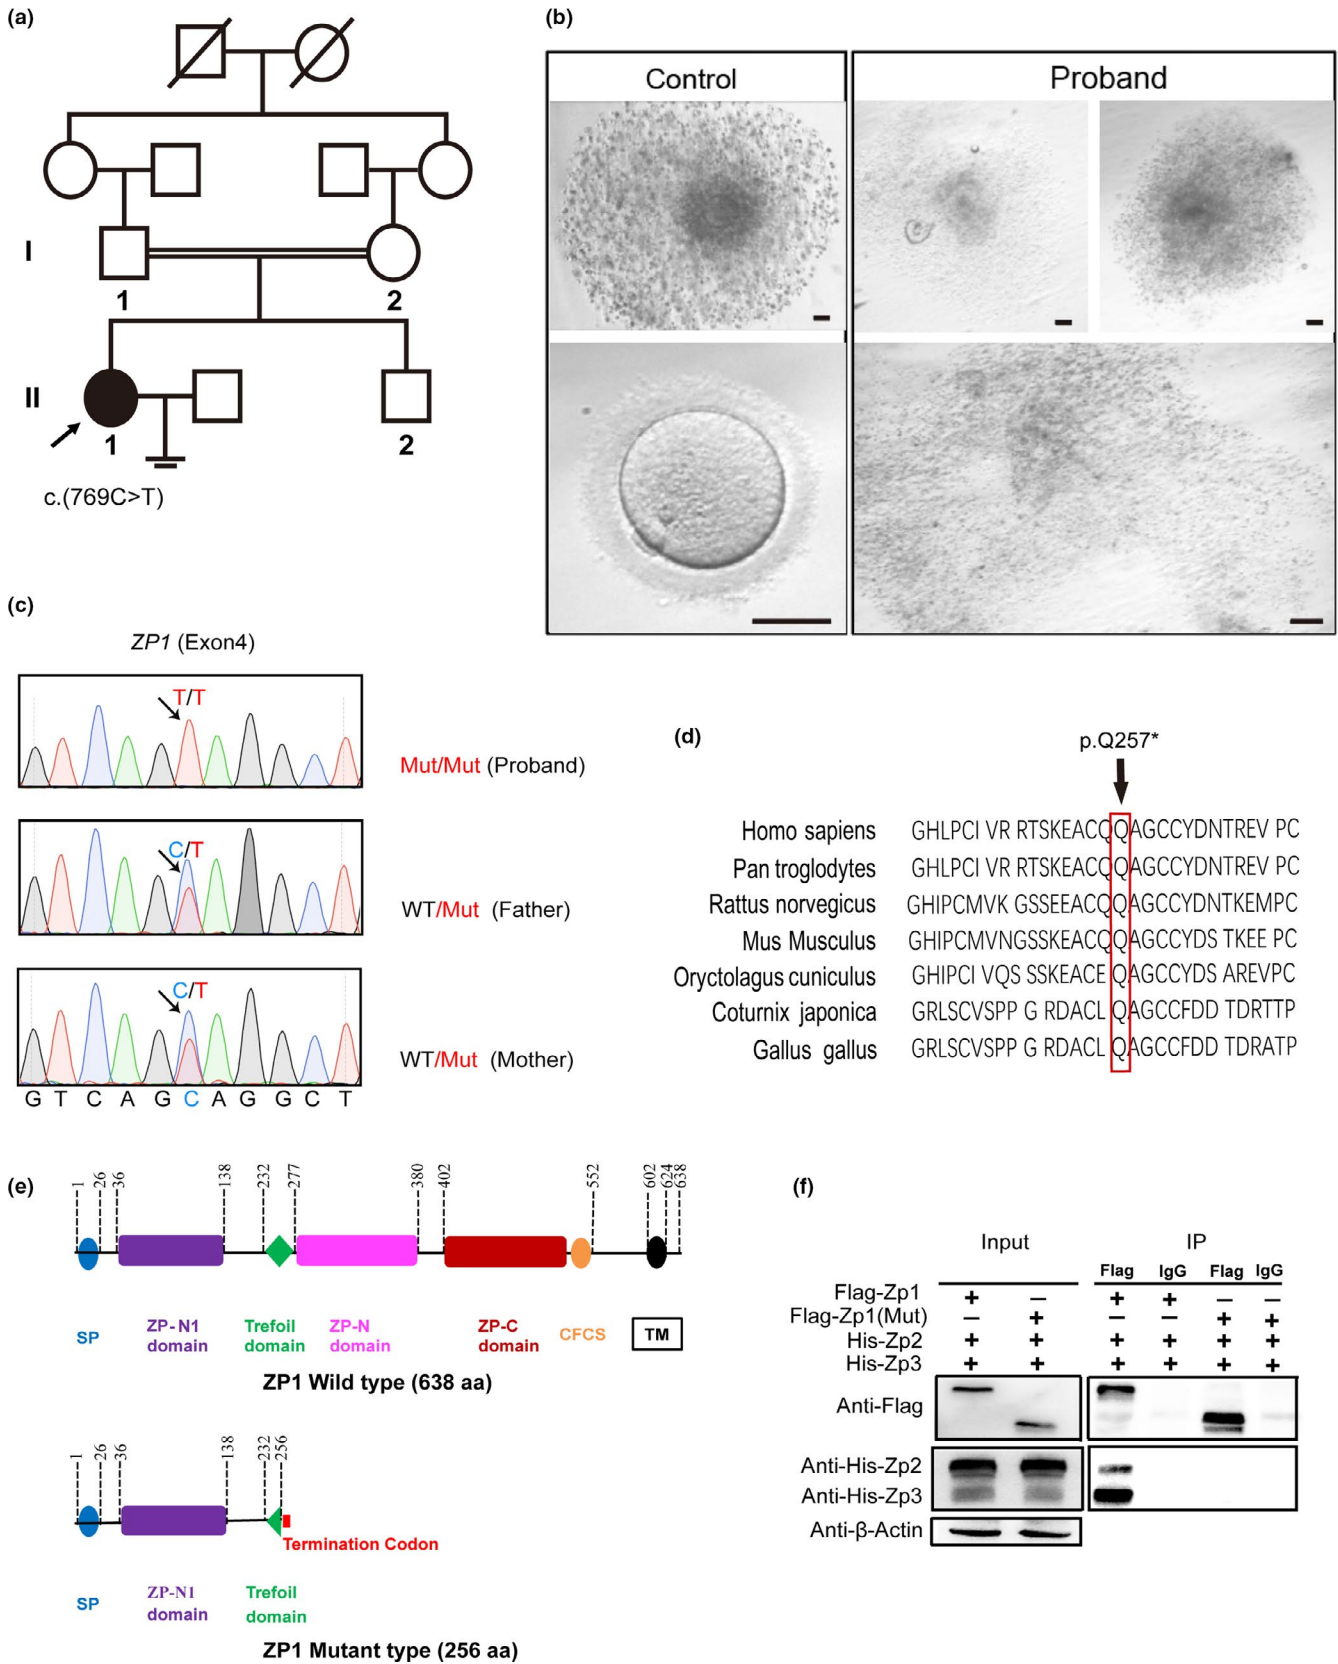 (a)
I
1 2
II
1 2
c.(769C>T)
(b)
Control Proband
(c)
ZP1 (Exon4)
T/T
Mut/Mut (Proband)
C/T
WT/Mut (Father)
C/T
WT/Mut (Mother)
G T C A G C A G G C T
(d)
p.Q257*
Homo sapiens GHLPCI VR RTSKEACQQAGCCYDNTREV PC
Pan troglodytes GHLPCI VR RTSKEACQQAGCCYDNTREV PC
Rattus norvegicus GHIPCMVK GSSEEACQQAGCCYDNTKEMPC
Mus Musculus GHIPCMVNGSSKEACQQAGCCYDS TKEE PC
Oryctolagus cuniculus GHIPCI VQS SSKEACE QAGCCYDS AREVPC
Coturnix japonica GRLSCVSPP G RDACL QAGCCFDD TDRTTP
Gallus gallus GRLSCVSPP G RDACL QAGCCFDD TDRATP
(e)
1 26 36 138 232 277 380 402 552 602 624 638
SP ZP-N1 domain Trefoil domain ZP-N domain ZP-C domain CFCS TM
ZP1 Wild type (638 aa)
1 26 36 138 232 256
Termination Codon
SP ZP-N1 domain Trefoil domain
ZP1 Mutant type (256 aa)
(f)
Input IP
Flag IgG Flag IgG
Flag-Zp1 + – + + – –
Flag-Zp1(Mut) – + – – + +
His-Zp2 + + + + + +
His-Zp3 + + + + + +
Anti-Flag
Anti-His-Zp2
Anti-His-Zp3
Anti-β-Actin